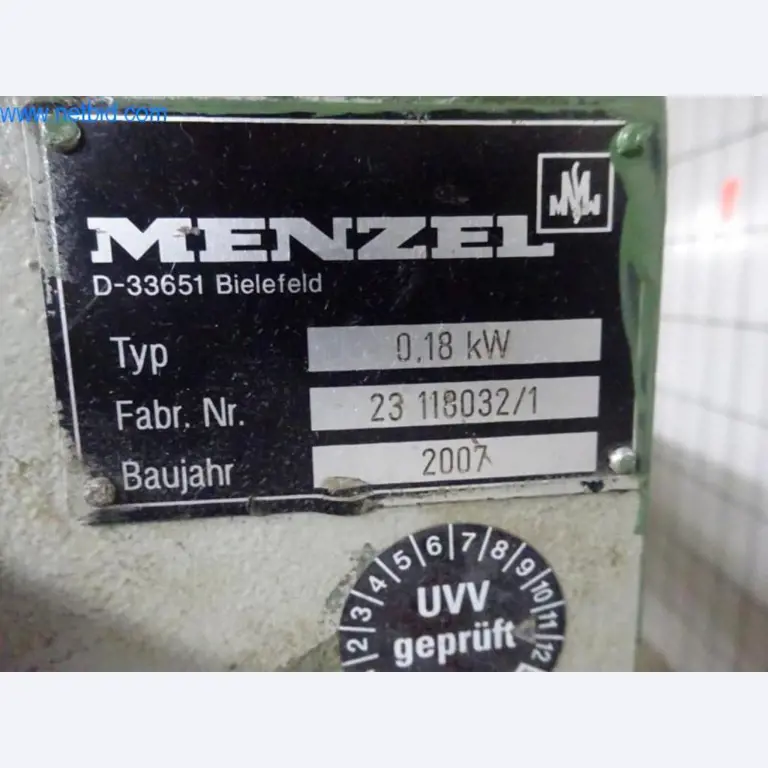 www.netbid.com
MENZEL
D-33651 Bielefeld
Typ 0,18 kW
Fabr. Nr. 23 118032/1
Baujahr 2007
2 3 4 5 6 7 8 9 10 11 12
UVV
geprüft